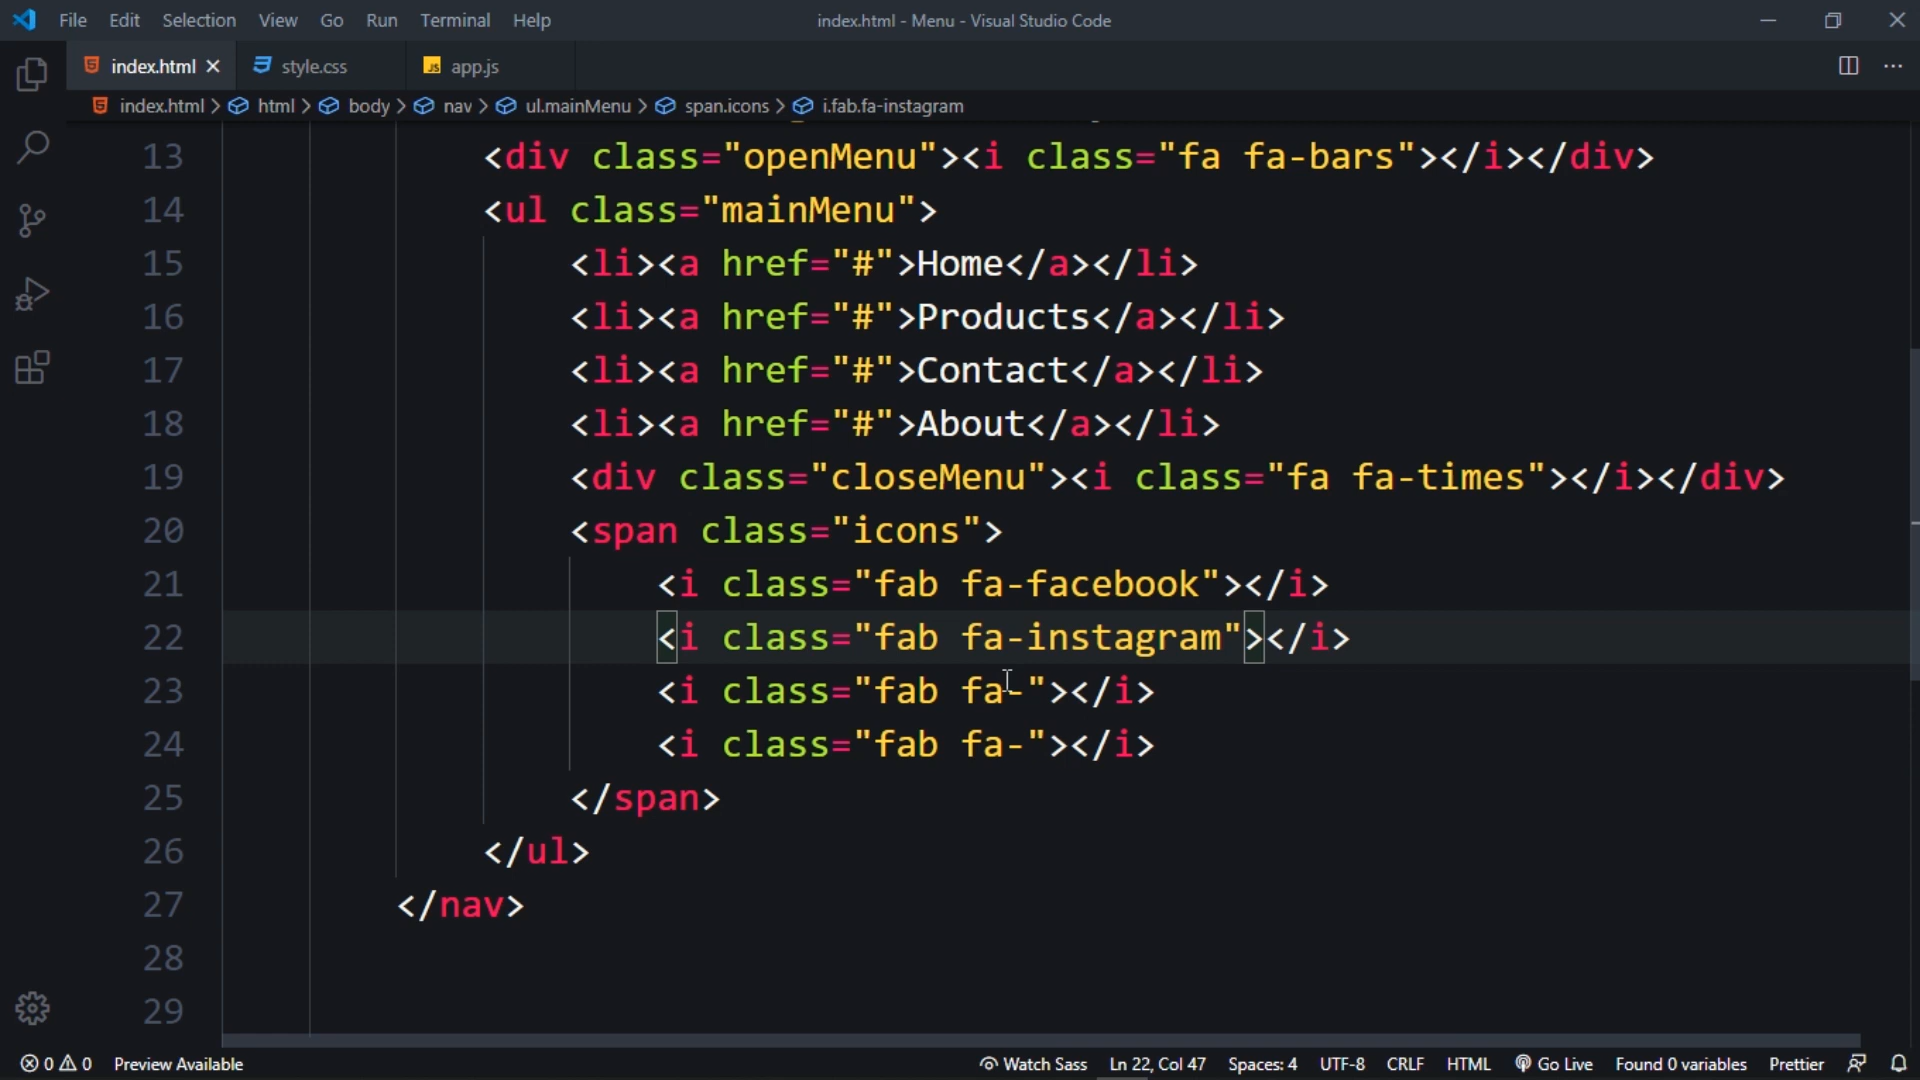 File Edit Selection View Go Run Terminal Help index.html - Menu - Visual Studio Code
index.html style.css JS app.js
index.html > html > body > nav > ul.mainMenu > span.icons > i.fab.fa-instagram
13 <div class="openMenu"><i class="fa fa-bars"></i></div>
14 <ul class="mainMenu">
15 <li><a href="#">Home</a></li>
16 <li><a href="#">Products</a></li>
17 <li><a href="#">Contact</a></li>
18 <li><a href="#">About</a></li>
19 <div class="closeMenu"><i class="fa fa-times"></i></div>
20 <span class="icons">
21 <i class="fab fa-facebook"></i>
22 <i class="fab fa-instagram"></i>
23 <i class="fab fa-"></i>
24 <i class="fab fa-"></i>
25 </span>
26 </ul>
27 </nav>
28
29
0 0 Preview Available Watch Sass Ln 22, Col 47 Spaces: 4 UTF-8 CRLF HTML Go Live Found 0 variables Prettier